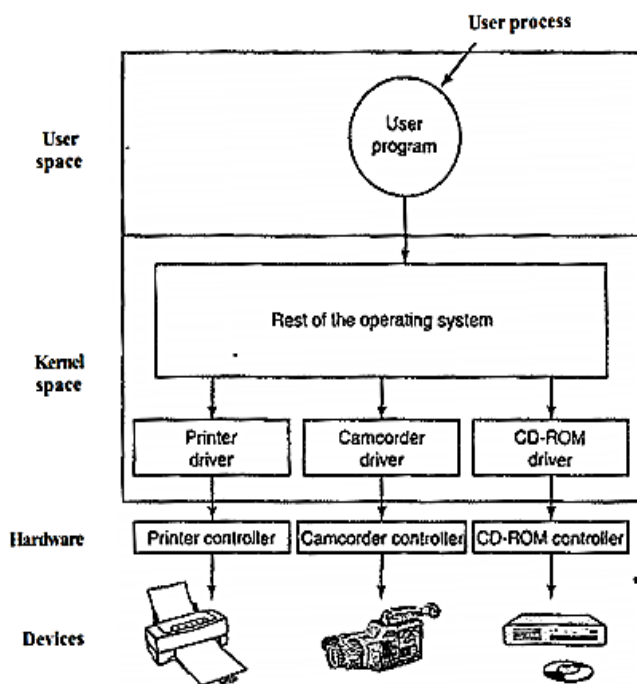 User process
User
space
User
program
Rest of the operating system
Kernel
space
Printer
driver
Camcorder
driver
CD-ROM
driver
Hardware
Printer controller
Camcorder controller
CD-ROM controller
Devices